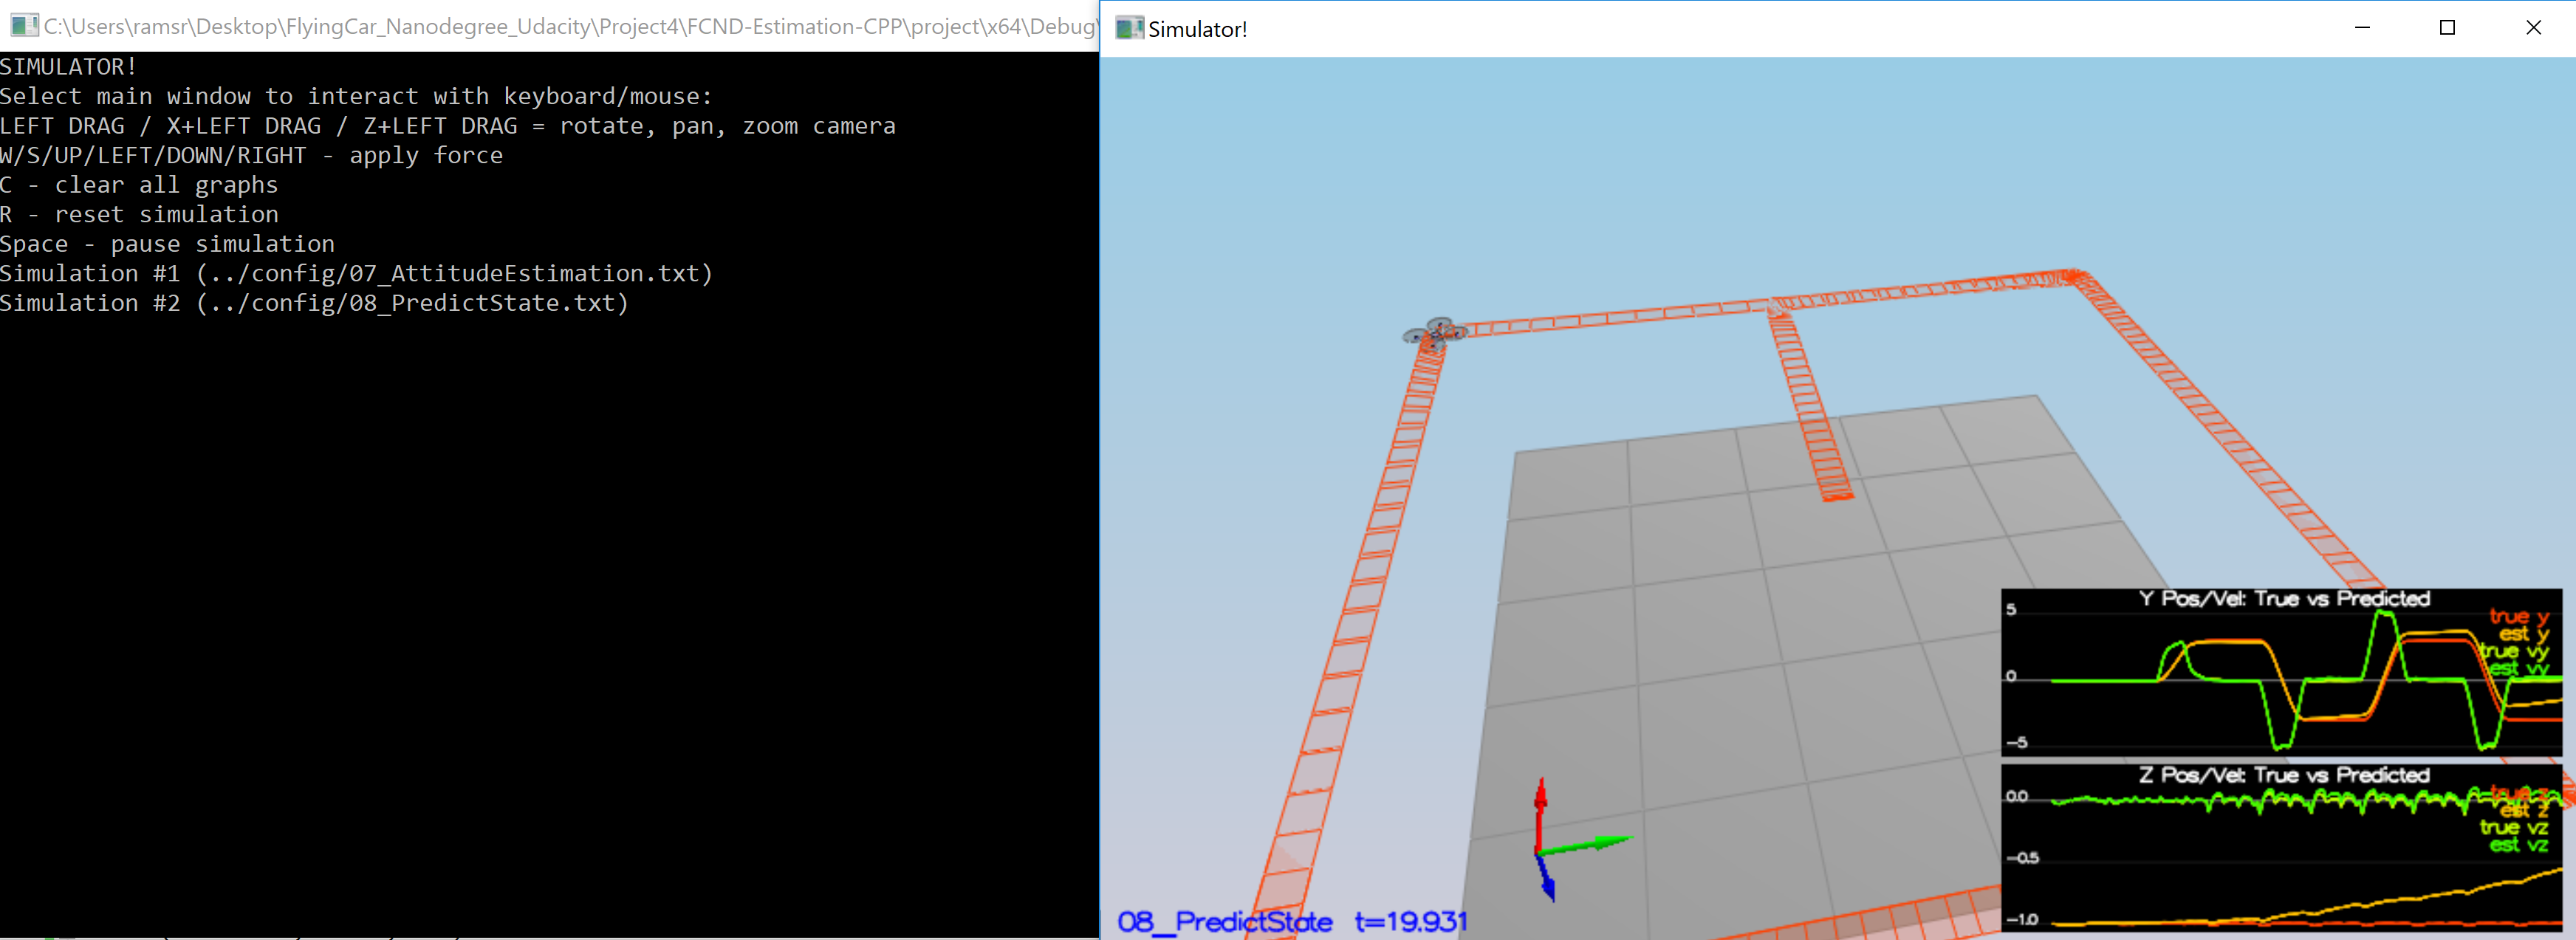 C:\Users\ramsr\Desktop\FlyingCar_Nanodegree_Udacity\Project4\FCND-Estimation-CPP\project\x64\Debug\
SIMULATOR!
Select main window to interact with keyboard/mouse:
LEFT DRAG / X+LEFT DRAG / Z+LEFT DRAG = rotate, pan, zoom camera
W/S/UP/LEFT/DOWN/RIGHT - apply force
C - clear all graphs
R - reset simulation
Space - pause simulation
Simulation #1 (../config/07_AttitudeEstimation.txt)
Simulation #2 (../config/08_PredictState.txt)
Simulator!
Y Pos/Vel: True vs Predicted
5
true y
est y
true vy
est vy
0
-5
Z Pos/Vel: True vs Predicted
0.0
true z
est z
true vz
est vz
-0.5
-1.0
08_PredictState t=19.931